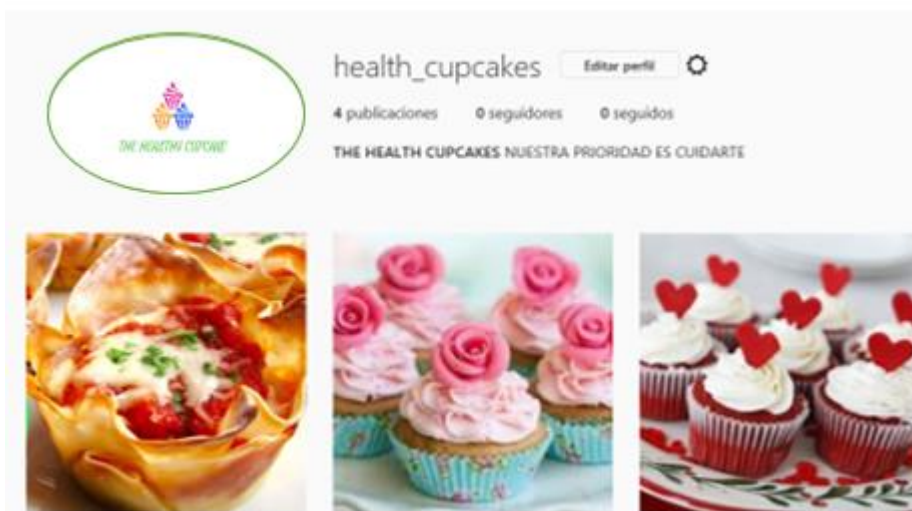 health_cupcakes Editar perfil
4 publicaciones 0 seguidores 0 seguidos
THE HEALTH CUPCAKES NUESTRA PRIORIDAD ES CUIDARTE
THE HEALTHY CUPCAKE